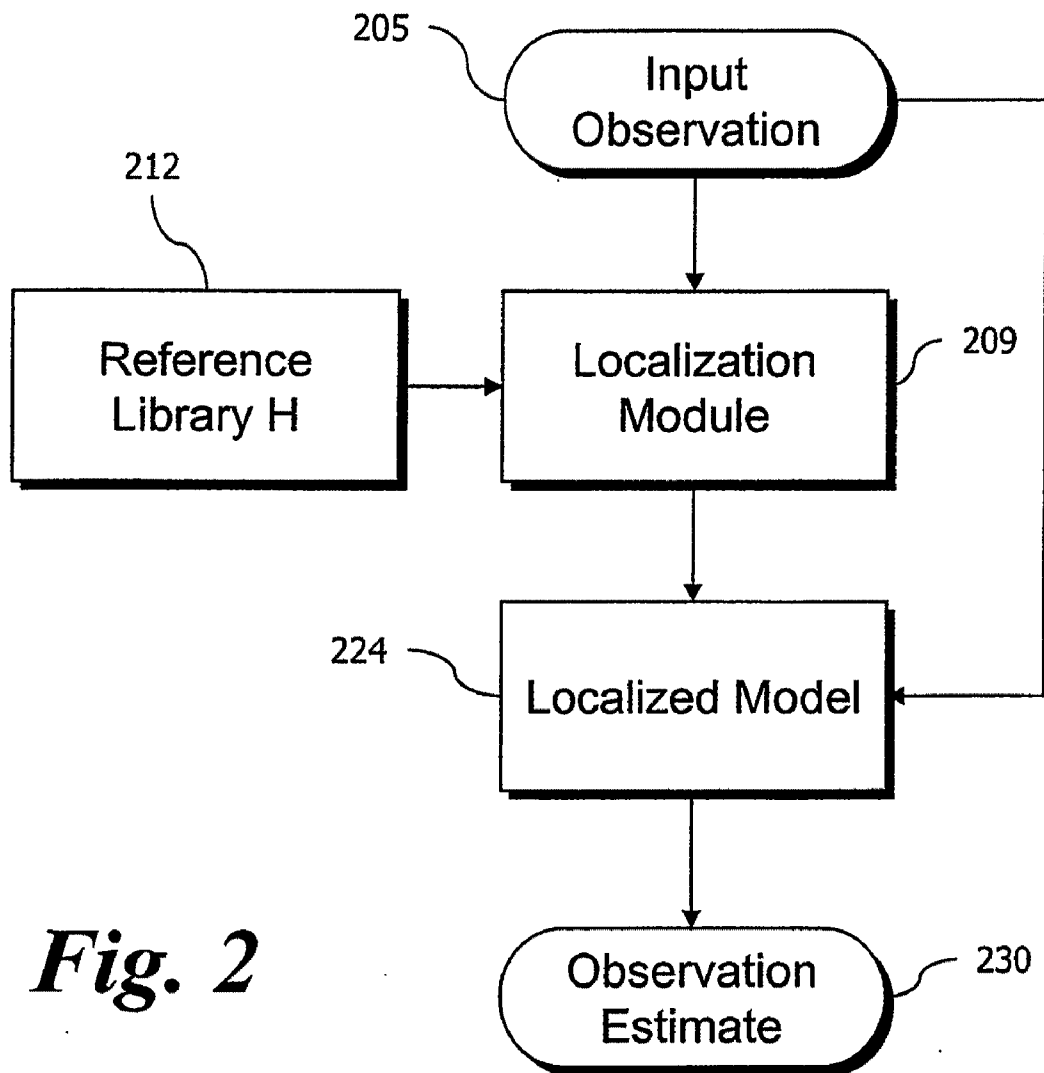 205
Input
Observation
212
Reference
Library H
Localization
Module
209
224
Localized Model
Observation
Estimate
230
Fig. 2